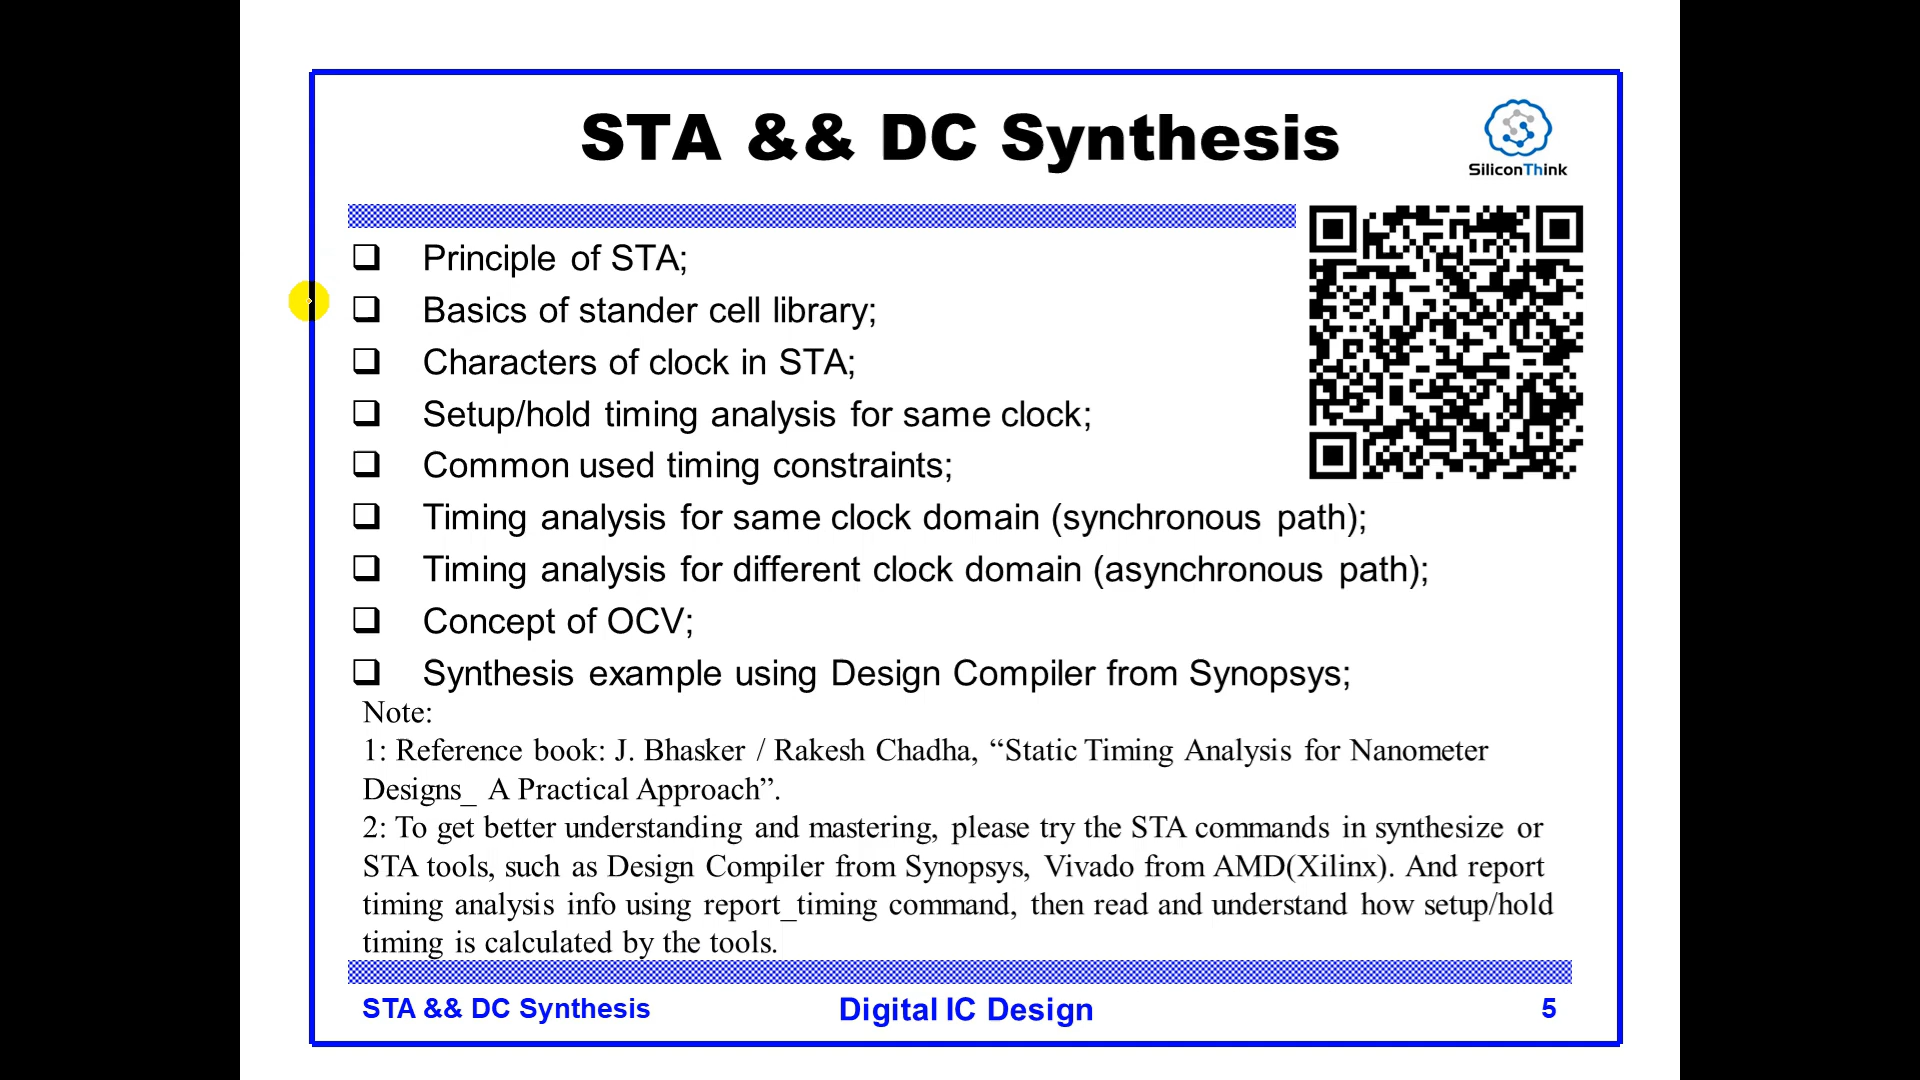 STA && DC Synthesis
SiliconThink
Principle of STA;
Basics of stander cell library;
Characters of clock in STA;
Setup/hold timing analysis for same clock;
Common used timing constraints;
Timing analysis for same clock domain (synchronous path);
Timing analysis for different clock domain (asynchronous path);
Concept of OCV;
Synthesis example using Design Compiler from Synopsys;
Note:
1: Reference book: J. Bhasker / Rakesh Chadha, “Static Timing Analysis for Nanometer
Designs_ A Practical Approach”.
2: To get better understanding and mastering, please try the STA commands in synthesize or
STA tools, such as Design Compiler from Synopsys, Vivado from AMD(Xilinx). And report
timing analysis info using report_timing command, then read and understand how setup/hold
timing is calculated by the tools.
STA && DC Synthesis
Digital IC Design
5